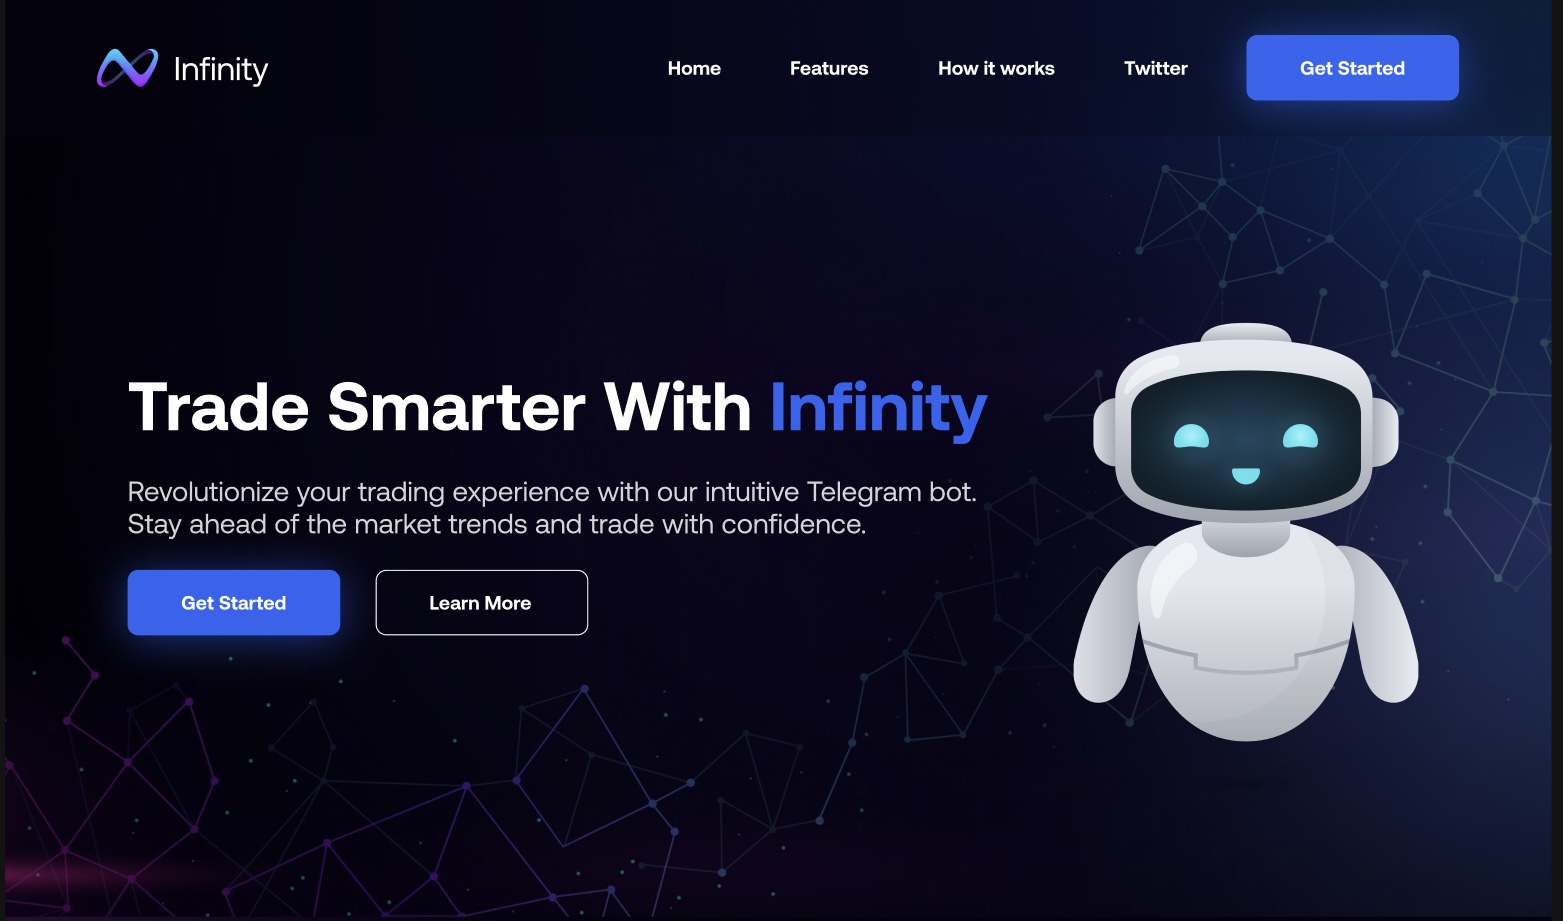 Infinity
Home
Features
How it works
Twitter
Get Started
Trade Smarter With Infinity
Revolutionize your trading experience with our intuitive Telegram bot.
Stay ahead of the market trends and trade with confidence.
Get Started
Learn More